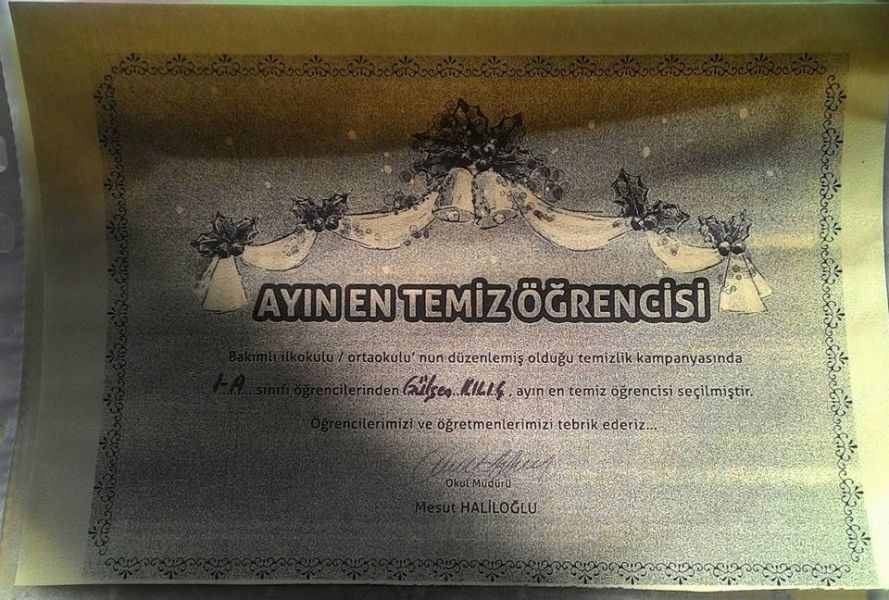 AYIN EN TEMİZ ÖĞRENCİSİ
Bakımlı ilkokulu / ortaokulu' nun düzenlemiş olduğu temizlik kampanyasında
1-A... sınıfı öğrencilerinden Gülşen..KILIÇ , ayın en temiz öğrencisi seçilmiştir.
Öğrencilerimizi ve öğretmenlerimizi tebrik ederiz...
Okul Müdürü
Mesut HALİLOĞLU